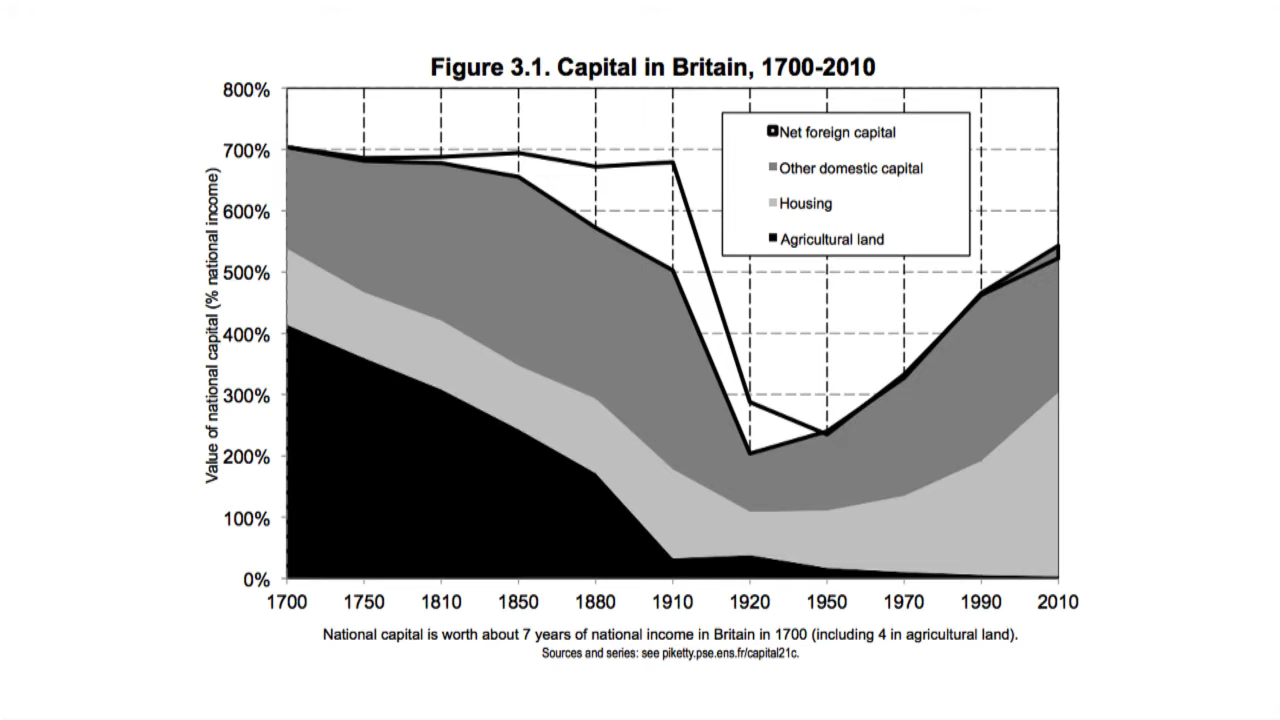 Figure 3.1. Capital in Britain, 1700-2010
800%
700%
600%
500%
400%
300%
200%
100%
0%
Value of national capital (% national income)
Net foreign capital
Other domestic capital
Housing
Agricultural land
1700 1750 1810 1850 1880 1910 1920 1950 1970 1990 2010
National capital is worth about 7 years of national income in Britain in 1700 (including 4 in agricultural land).
Sources and series: see piketty.pse.ens.fr/capital21c.